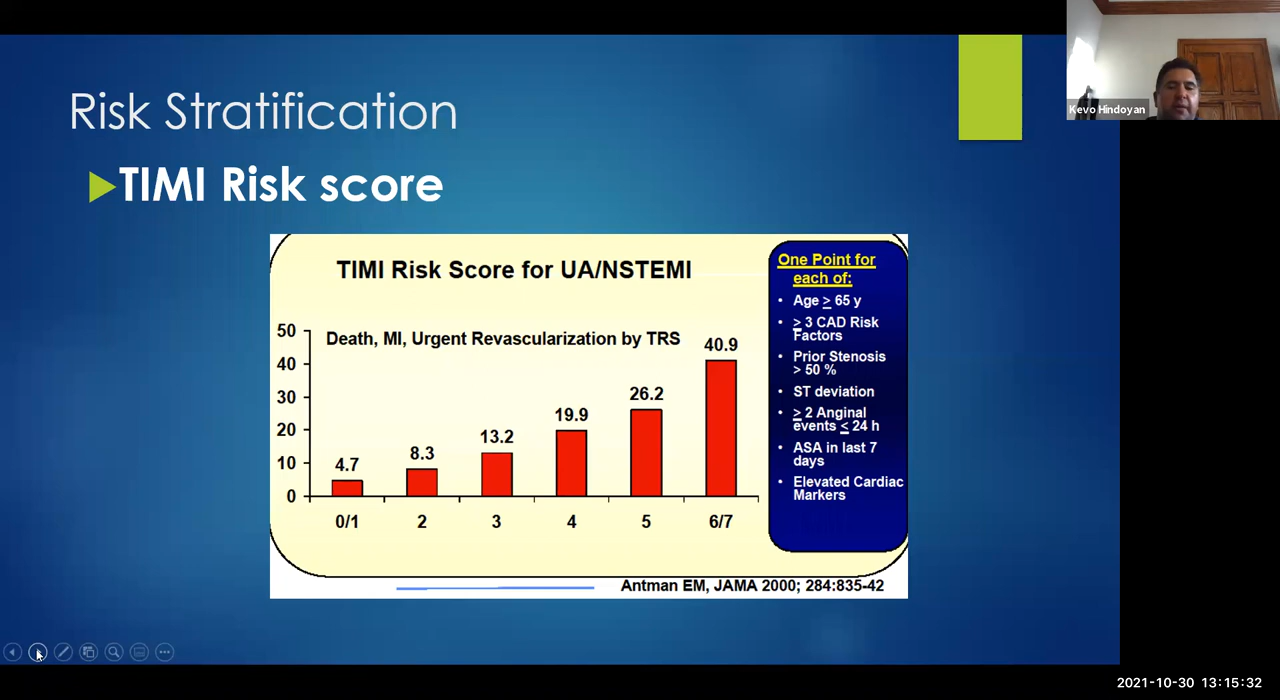 Risk Stratification
TIMI Risk score
TIMI Risk Score for UA/NSTEMI
Death, MI, Urgent Revascularization by TRS
50
40
30
20
10
0
4.7
8.3
13.2
19.9
26.2
40.9
0/1
2
3
4
5
6/7
One Point for
each of:
• Age ≥ 65 y
• ≥ 3 CAD Risk
Factors
• Prior Stenosis
> 50 %
• ST deviation
• ≥ 2 Anginal
events ≤ 24 h
• ASA in last 7
days
• Elevated Cardiac
Markers
Antman EM, JAMA 2000; 284:835-42
Kevo Hindoyan
2021-10-30 13:15:32